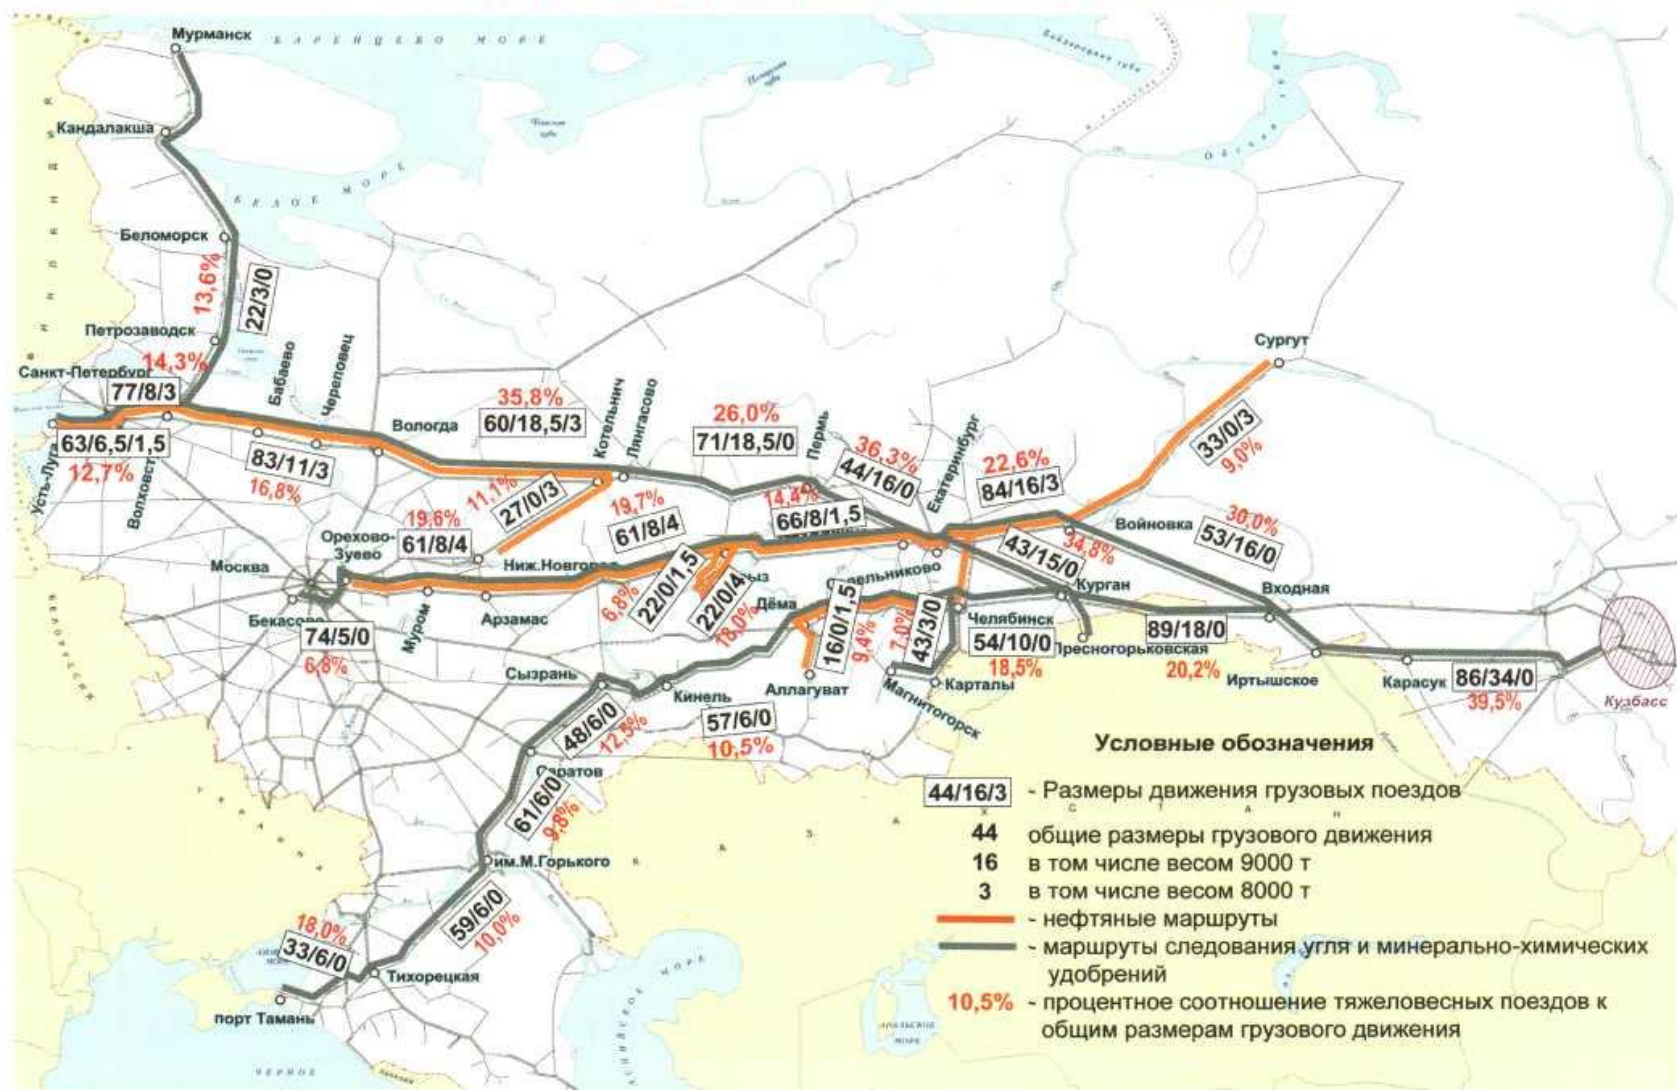 Мурманск
БАРЕНЦЕВО МОРЕ
Кандалакша
БЕЛОЕ МОРЕ
Беломорск
13,6%
22/3/0
Петрозаводск
14,3%
Санкт-Петербург
77/8/3
63/6,5/1,5
12,7%
Усть-Луга
Волховст
Бабаево
Череповец
83/11/3
16,8%
Вологда
35,8%
60/18,5/3
Котельнич
Лянгасово
11,1%
27/0/3
26,0%
71/18,5/0
Пермь
36,3%
44/16/0
Екатеринбург
22,6%
84/16/3
Сургут
33/0/3
9,0%
Войновка
30,0%
53/16/0
34,8%
43/15/0
19,7%
61/8/4
14,4%
66/8/1,5
19,6%
61/8/4
Орехово-
Зуево
Москва
Бекасово
74/5/0
6,8%
Муром
Арзамас
Ниж.Новгород
6,8%
22/0/1,5
22/0/4
18,0%
Дёма
16/0/1,5
9,4%
7,0%
43/3/0
Челябинск
54/10/0
18,5%
Курган
Входная
89/18/0
Пресногорьковская
20,2%
Иртышское
Карасук
86/34/0
39,5%
Кузбасс
Аллагуват
Магнитогорск
Карталы
Сызрань
Кинель
57/6/0
10,5%
48/6/0
12,5%
Саратов
61/6/0
9,8%
им.М.Горького
59/6/0
10,0%
18,0%
33/6/0
Тихорецкая
порт Тамань
ЧЕРНОЕ
АРАЛЬСКОЕ
МОРЕ
БЕЛОРУССИЯ
Условные обозначения
44/16/3 - Размеры движения грузовых поездов
44 общие размеры грузового движения
16 в том числе весом 9000 т
3 в том числе весом 8000 т
- нефтяные маршруты
- маршруты следования угля и минерально-химических
удобрений
10,5% - процентное соотношение тяжеловесных поездов к
общим размерам грузового движения